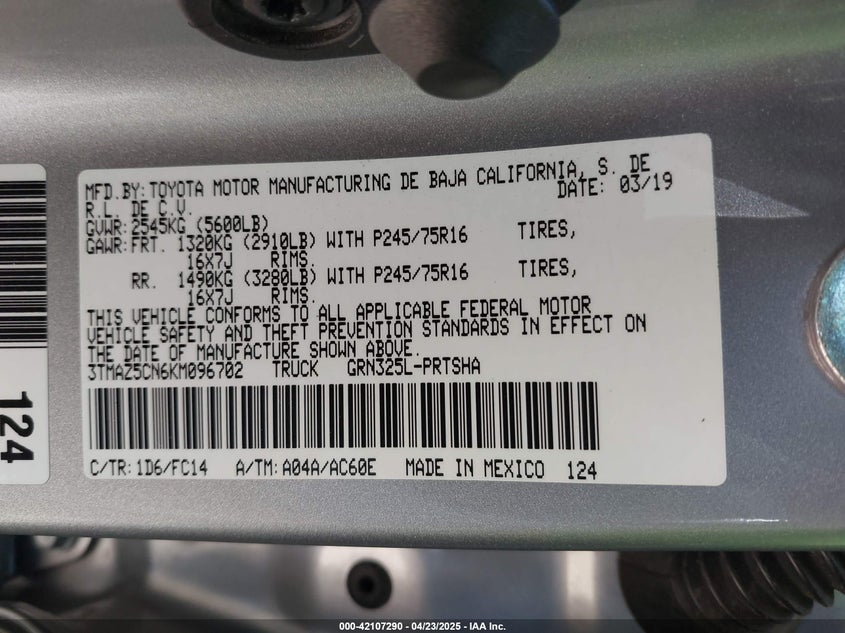 MFD.BY:TOYOTA MOTOR MANUFACTURING DE BAJA CALIFORNIA, S. DE
R.L. DE C.V. DATE: 03/19
GVWR:2545KG (5600LB)
GAWR:FRT. 1320KG (2910LB) WITH P245/75R16 TIRES,
16X7J RIMS.
RR. 1490KG (3280LB) WITH P245/75R16 TIRES,
16X7J RIMS.
THIS VEHICLE CONFORMS TO ALL APPLICABLE FEDERAL MOTOR
VEHICLE SAFETY AND THEFT PREVENTION STANDARDS IN EFFECT ON
THE DATE OF MANUFACTURE SHOWN ABOVE.
3TMAZ5CN6KM096702 TRUCK GRN325L-PRTSHA
C/TR:1D6/FC14 A/TM:A04A/AC60E MADE IN MEXICO 124
124
000-42107290 - 04/23/2025 - IAA Inc.